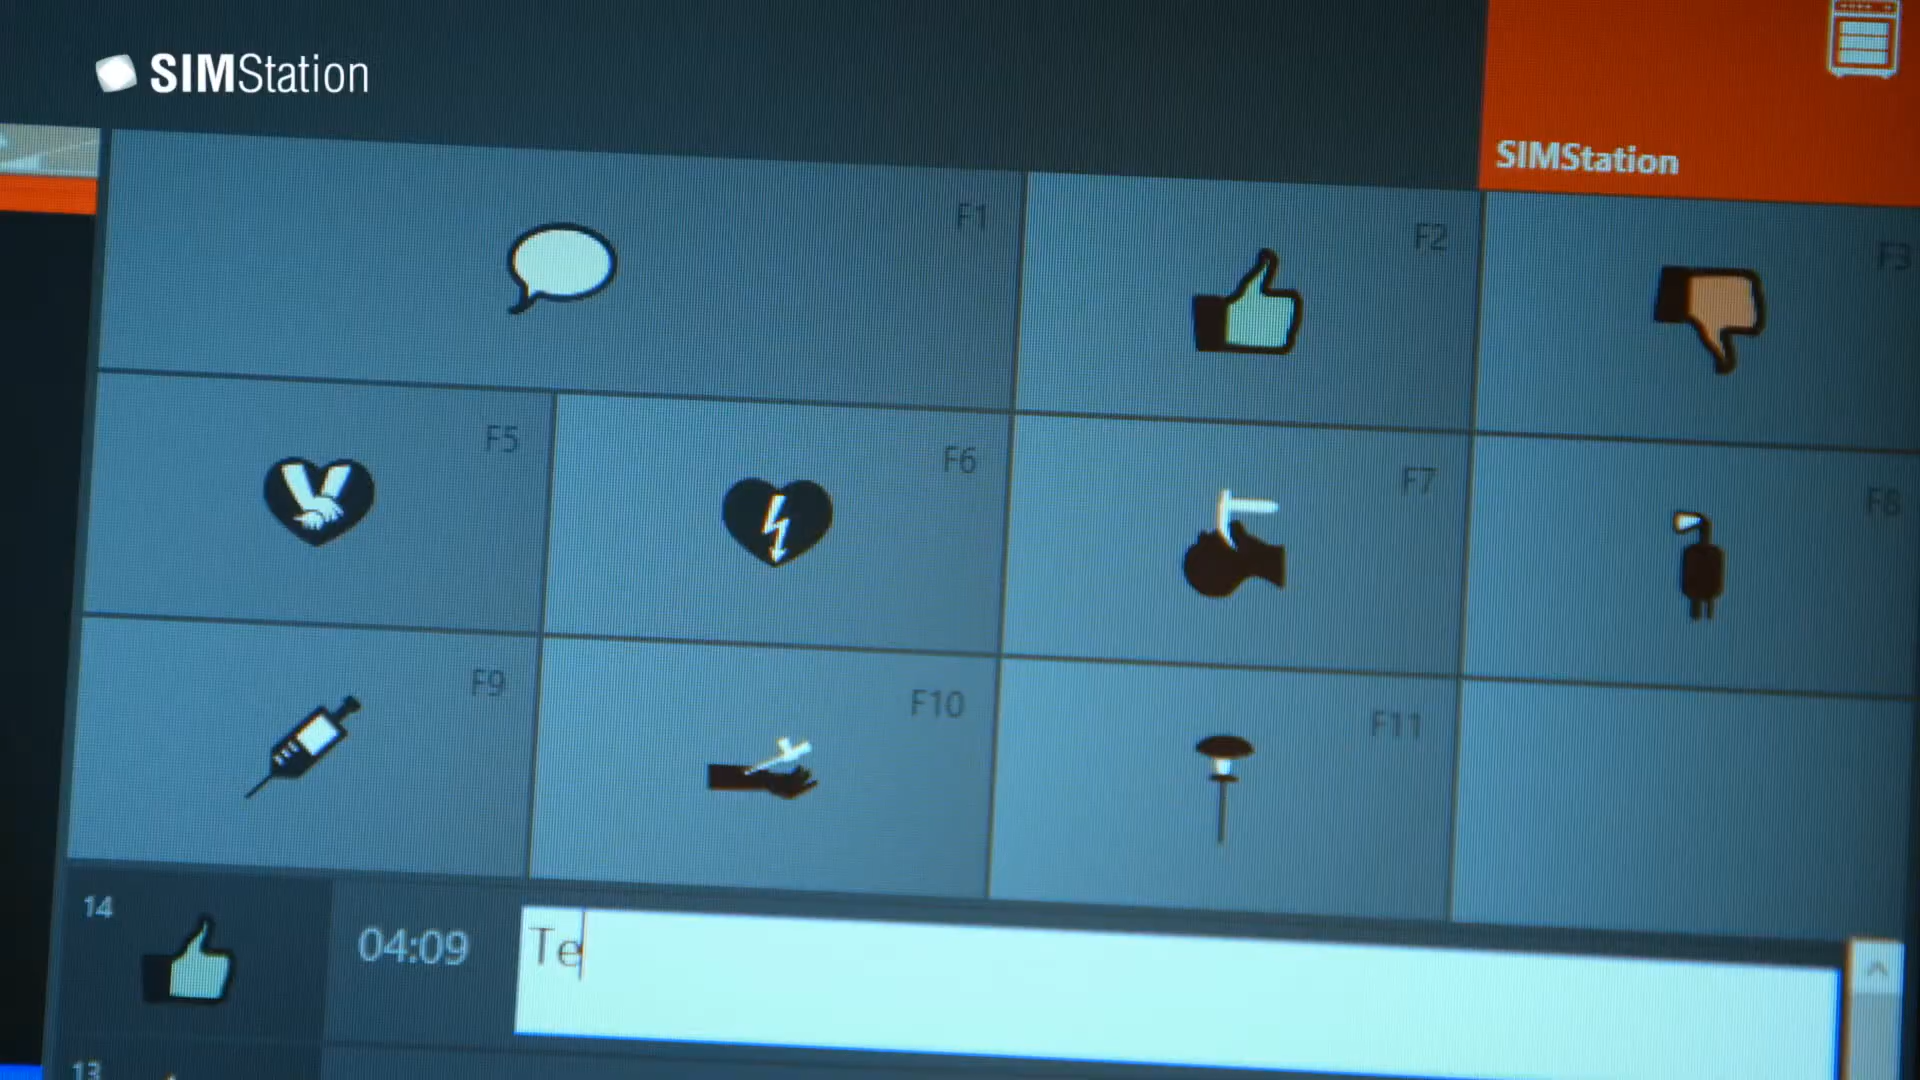 SIMStation
SIMStation
F1
F2
F3
F5
F6
F7
F8
F9
F10
F11
14
04:09
Te
13